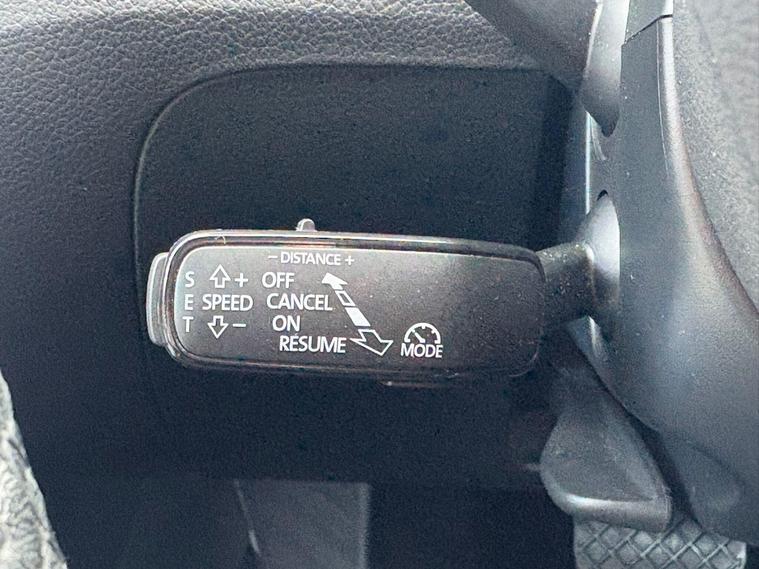 − DISTANCE +
S + OFF
E SPEED CANCEL
T − ON
RESUME
MODE